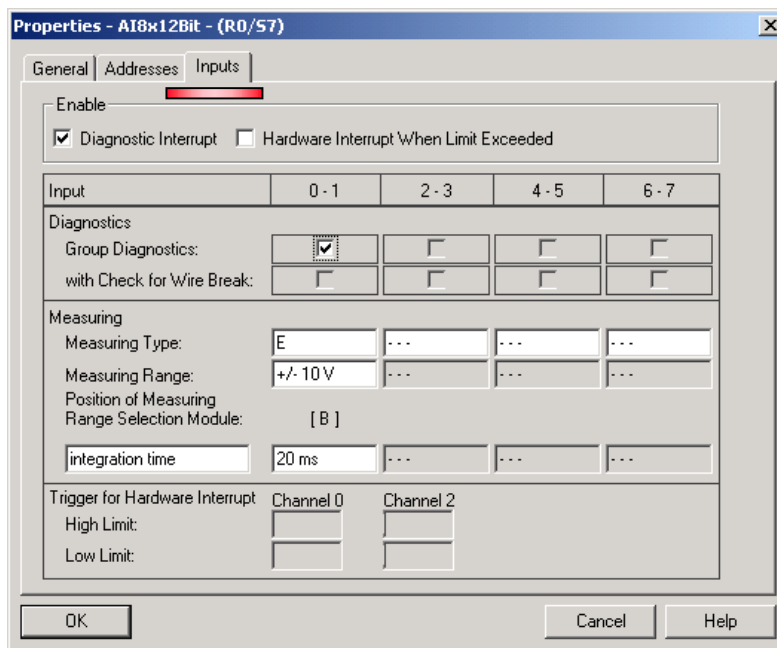 Properties - AI8x12Bit - (R0/S7)
General Addresses Inputs
Enable
Diagnostic Interrupt Hardware Interrupt When Limit Exceeded
Input 0 - 1 2 - 3 4 - 5 6 - 7
Diagnostics
Group Diagnostics:
with Check for Wire Break:
Measuring
Measuring Type: E --- --- ---
Measuring Range: +/- 10 V --- --- ---
Position of Measuring
Range Selection Module: [ B ]
integration time 20 ms --- --- ---
Trigger for Hardware Interrupt Channel 0 Channel 2
High Limit:
Low Limit:
OK Cancel Help